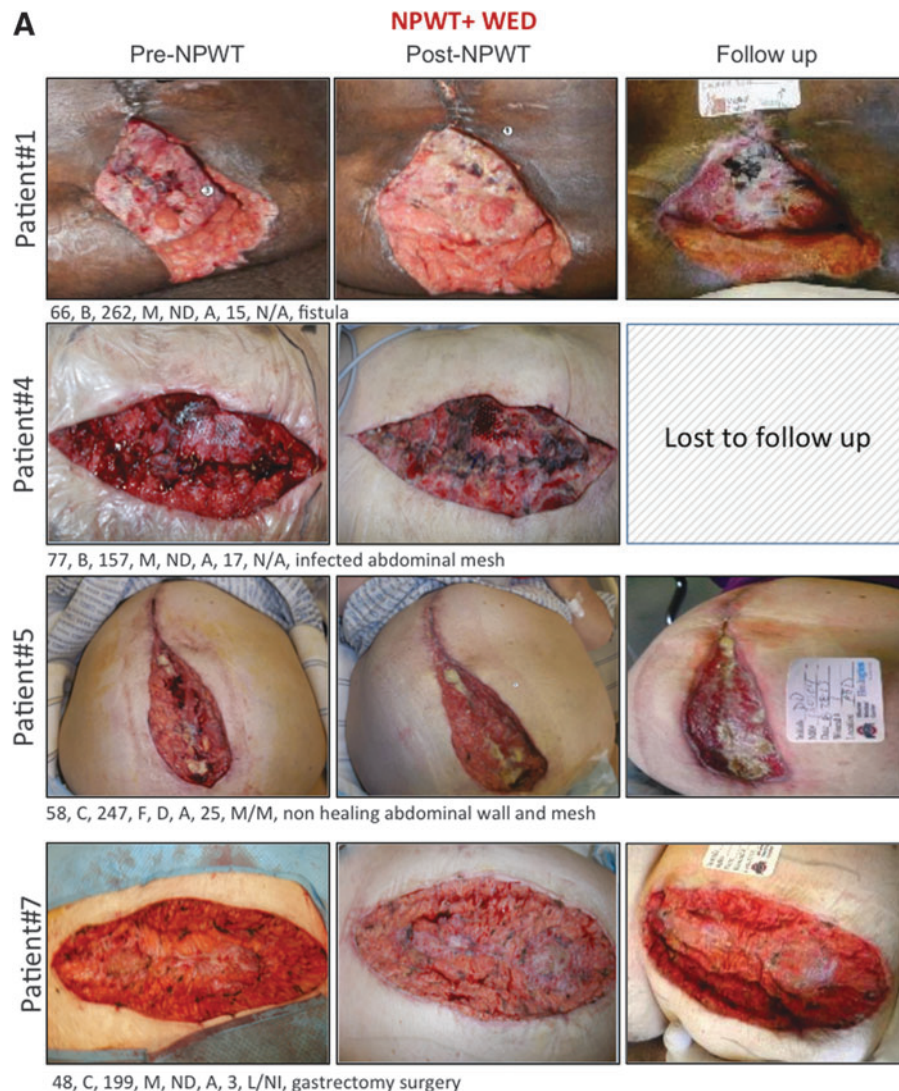 A
NPWT+ WED
Pre-NPWT Post-NPWT Follow up
Patient#1
66, B, 262, M, ND, A, 15, N/A, fistula
Patient#4
Lost to follow up
77, B, 157, M, ND, A, 17, N/A, infected abdominal mesh
Patient#5
58, C, 247, F, D, A, 25, M/M, non healing abdominal wall and mesh
Patient#7
48, C, 199, M, ND, A, 3, L/NI, gastrectomy surgery